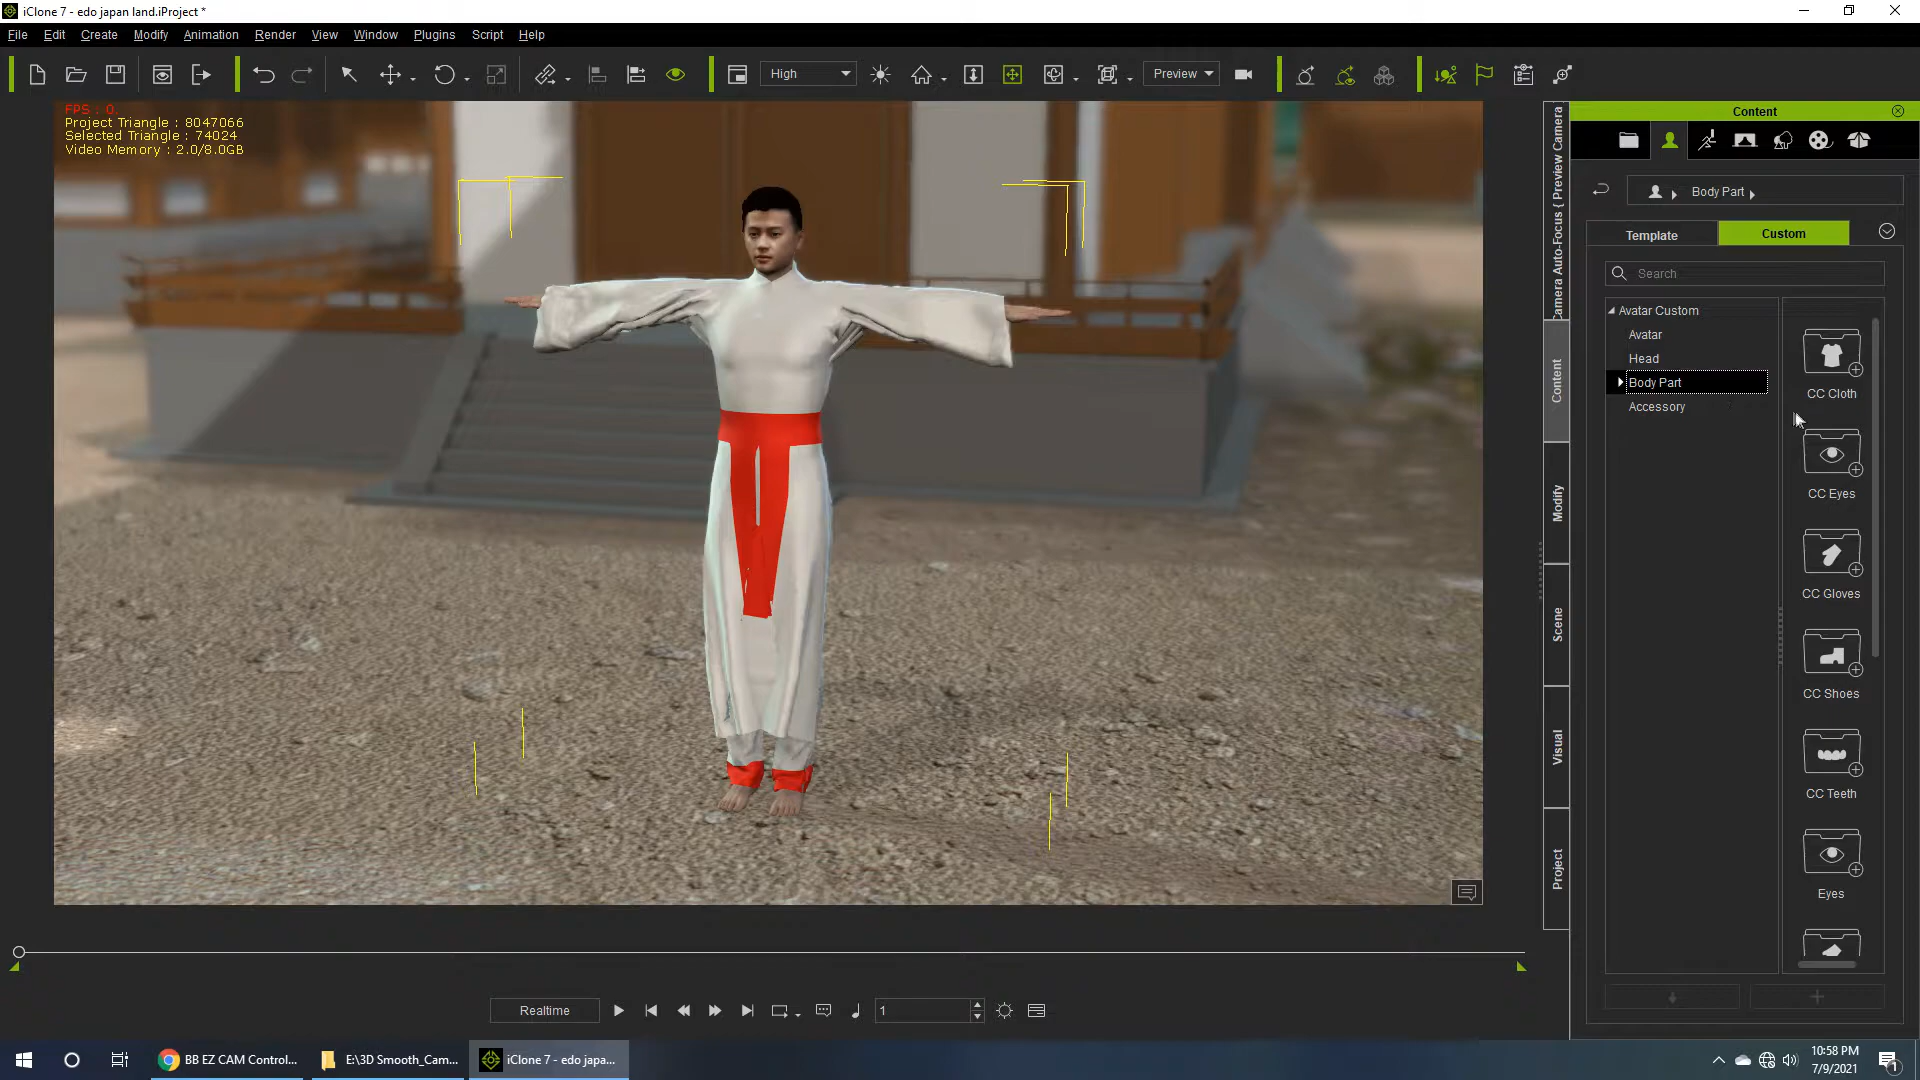 iClone 7 - edo japan land.iProject *
File Edit Create Modify Animation Render View Window Plugins Script Help
High Preview
FPS : 0
Project Triangle : 8047066
Selected Triangle : 74024
Video Memory : 2.0/8.0GB
Camera Auto-Focus ( Preview Camera
Content
Modify
Scene
Visual
Project
Content
Body Part
Template Custom
Search
Avatar Custom
Avatar
Head
Body Part
Accessory
CC Cloth
CC Eyes
CC Gloves
CC Shoes
CC Teeth
Eyes
Realtime 1
BB EZ CAM Control... E:\3D Smooth_Cam... iClone 7 - edo japa...
10:58 PM
7/9/2021
1